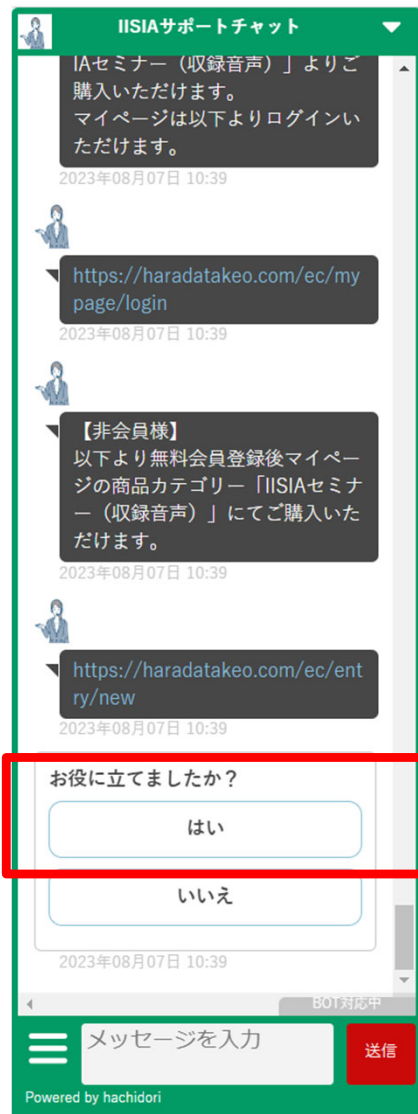 IISIAサポートチャット
IAセミナー（収録音声）」よりご
購入いただけます。
マイページは以下よりログインい
ただけます。
2023年08月07日 10:39
https://haradatakeo.com/ec/my
page/login
2023年08月07日 10:39
【非会員様】
以下より無料会員登録後マイペー
ジの商品カテゴリー「IISIAセミナ
ー（収録音声）」にてご購入いた
だけます。
2023年08月07日 10:39
https://haradatakeo.com/ec/ent
ry/new
2023年08月07日 10:39
お役に立てましたか？
はい
いいえ
2023年08月07日 10:39
BOT対応中
メッセージを入力
送信
Powered by hachidori